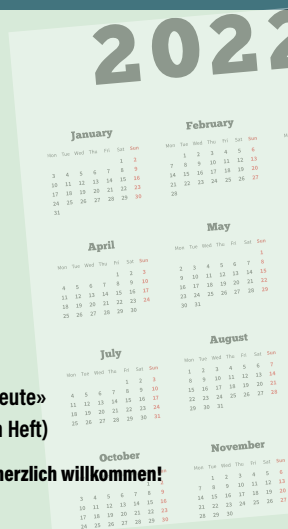 2022
January
Mon Tue Wed Thu Fri Sat Sun
1 2
3 4 5 6 7 8 9
10 11 12 13 14 15 16
17 18 19 20 21 22 23
24 25 26 27 28 29 30
31
February
Mon Tue Wed Thu Fri Sat Sun
1 2 3 4 5 6
7 8 9 10 11 12 13
14 15 16 17 18 19 20
21 22 23 24 25 26 27
28
April
Mon Tue Wed Thu Fri Sat Sun
1 2 3
4 5 6 7 8 9 10
11 12 13 14 15 16 17
18 19 20 21 22 23 24
25 26 27 28 29 30
May
Mon Tue Wed Thu Fri Sat Sun
1
2 3 4 5 6 7 8
9 10 11 12 13 14 15
16 17 18 19 20 21 22
23 24 25 26 27 28 29
30 31
July
Mon Tue Wed Thu Fri Sat Sun
1 2 3
4 5 6 7 8 9 10
11 12 13 14 15 16 17
18 19 20 21 22 23 24
25 26 27 28 29 30 31
August
Mon Tue Wed Thu Fri Sat Sun
1 2 3 4 5 6 7
8 9 10 11 12 13 14
15 16 17 18 19 20 21
22 23 24 25 26 27 28
29 30 31
eute»
Heft)
herzlich willkommen!
October
Sat Sun
1 2
3 4 5 6 7 8 9
10 11 12 13 14 15 16
17 18 19 20 21 22 23
24 25 26 27 28 29 30
November
Mon Tue Wed Thu Fri Sat Sun
1 2 3 4 5 6
7 8 9 10 11 12 13
14 15 16 17 18 19 20
21 22 23 24 25 26 27